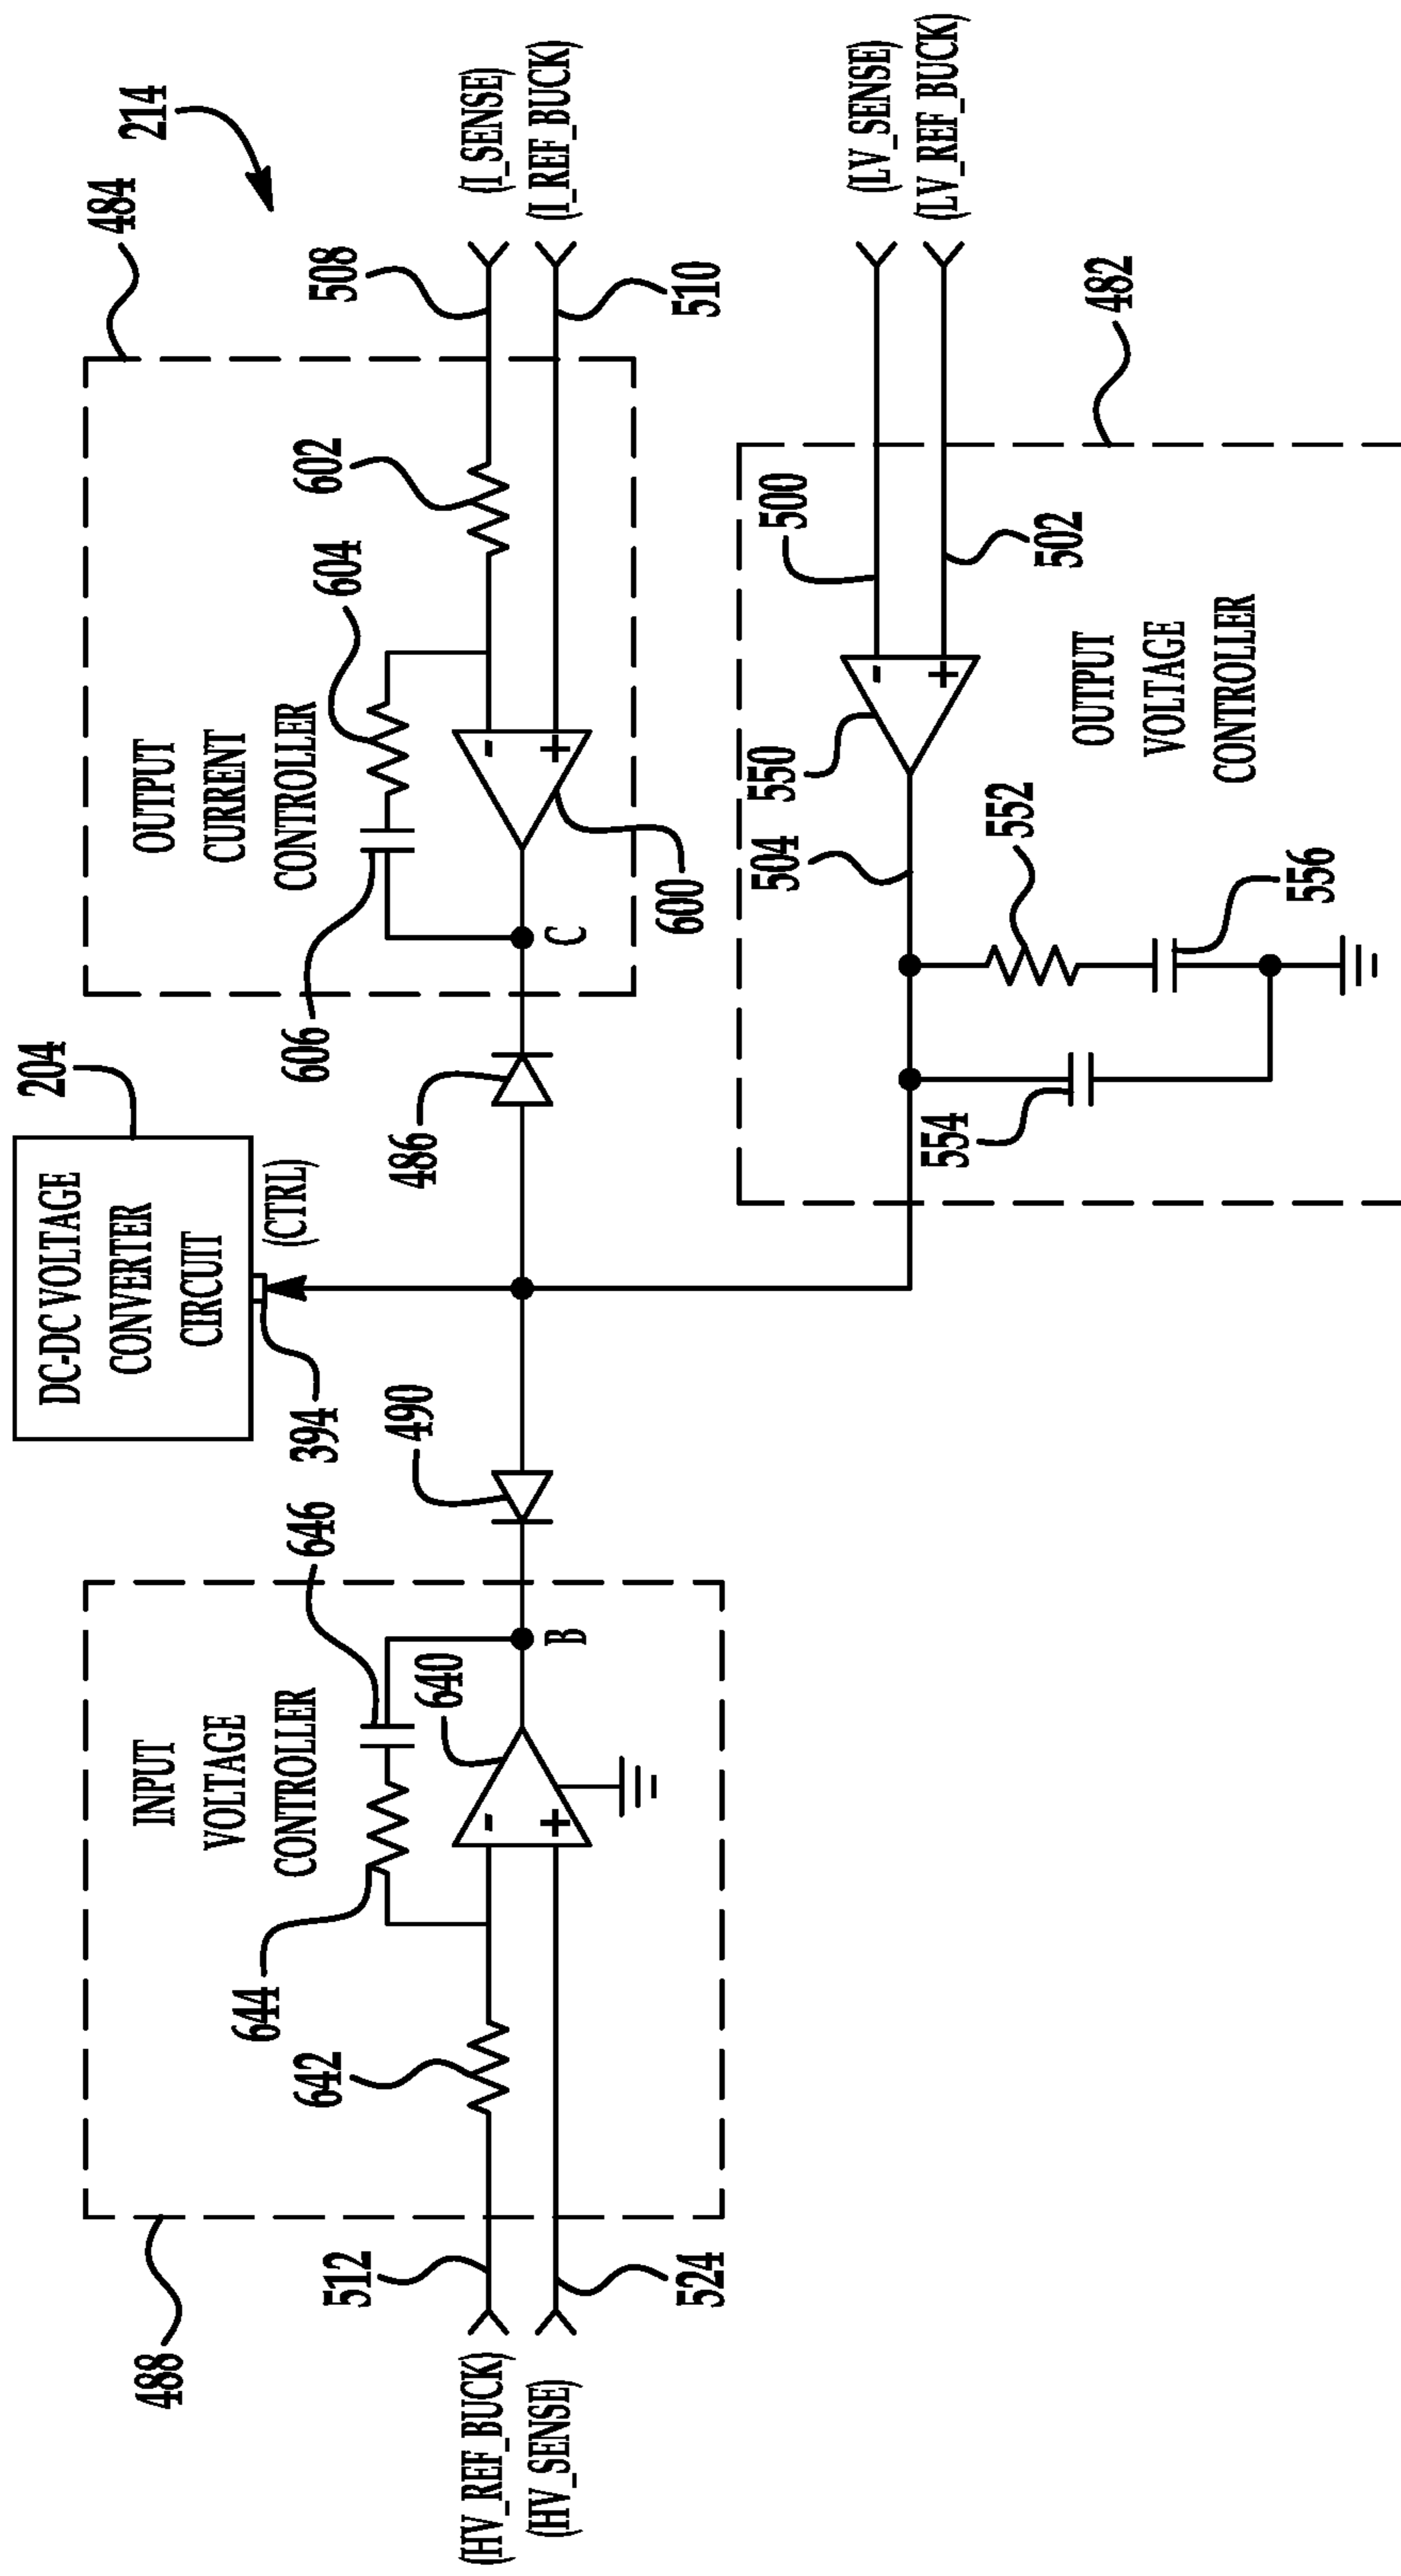 214
484
(I_SENSE)
(I_REF_BUCK)
508
510
602
604
606
OUTPUT
CURRENT
CONTROLLER
-
+
600
C
(LV_SENSE)
(LV_REF_BUCK)
482
500
502
-
+
550
504
552
556
554
OUTPUT
VOLTAGE
CONTROLLER
204
DC-DC VOLTAGE
CONVERTER
CIRCUIT
(CTRL)
394
486
490
646
640
B
INPUT
VOLTAGE
CONTROLLER
-
+
644
642
512
524
488
(HV_REF_BUCK)
(HV_SENSE)